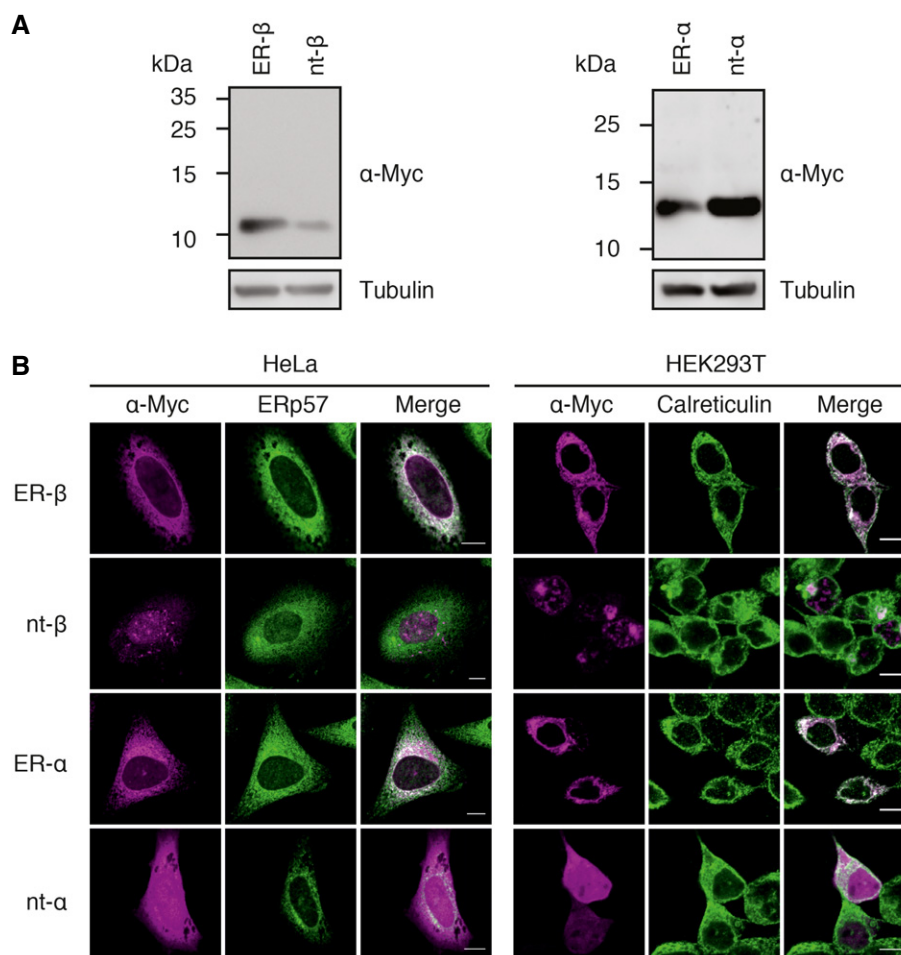 A
kDa ER-β nt-β
35
25
15
10
α-Myc
Tubulin
kDa ER-α nt-α
25
15
10
α-Myc
Tubulin
B
HeLa HEK293T
α-Myc ERp57 Merge α-Myc Calreticulin Merge
ER-β
nt-β
ER-α
nt-α